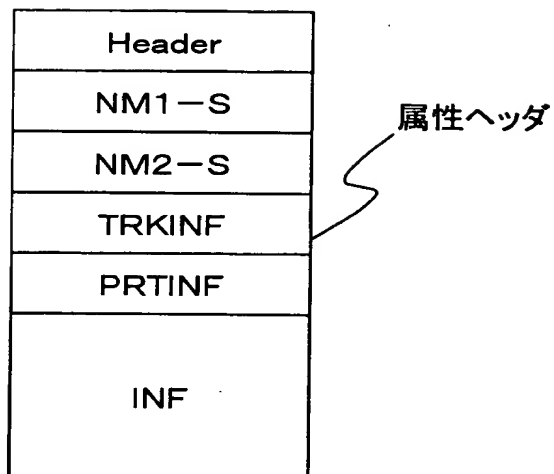 Header
NM1－S
属性ヘッダ
NM2－S
TRKINF
PRTINF
INF